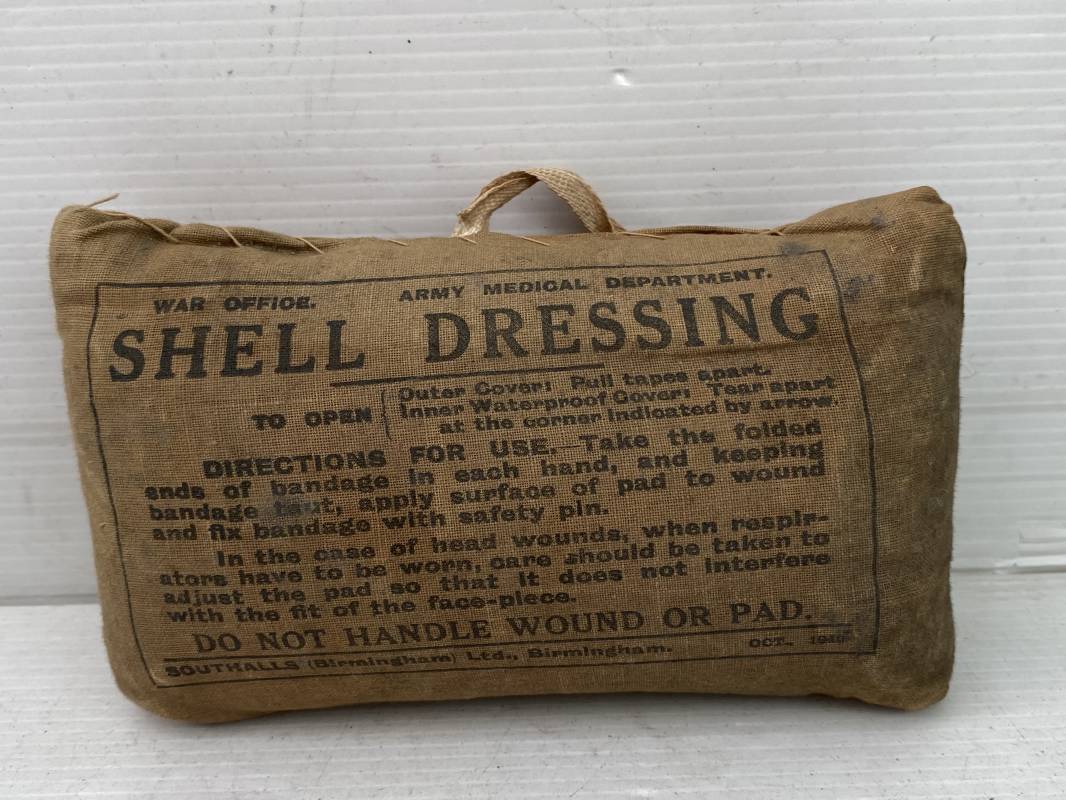 WAR OFFICE. ARMY MEDICAL DEPARTMENT.
SHELL DRESSING
TO OPEN
Outer Cover: Pull tapes apart.
Inner Waterproof Cover: Tear apart
at the corner indicated by arrow.
DIRECTIONS FOR USE.—Take the folded
ends of bandage in each hand, and keeping
bandage taut, apply surface of pad to wound
and fix bandage with safety pin.
In the case of head wounds, when respir-
ators have to be worn, care should be taken to
adjust the pad so that it does not interfere
with the fit of the face-piece.
DO NOT HANDLE WOUND OR PAD.
SOUTHALLS (Birmingham) Ltd., Birmingham. OCT.